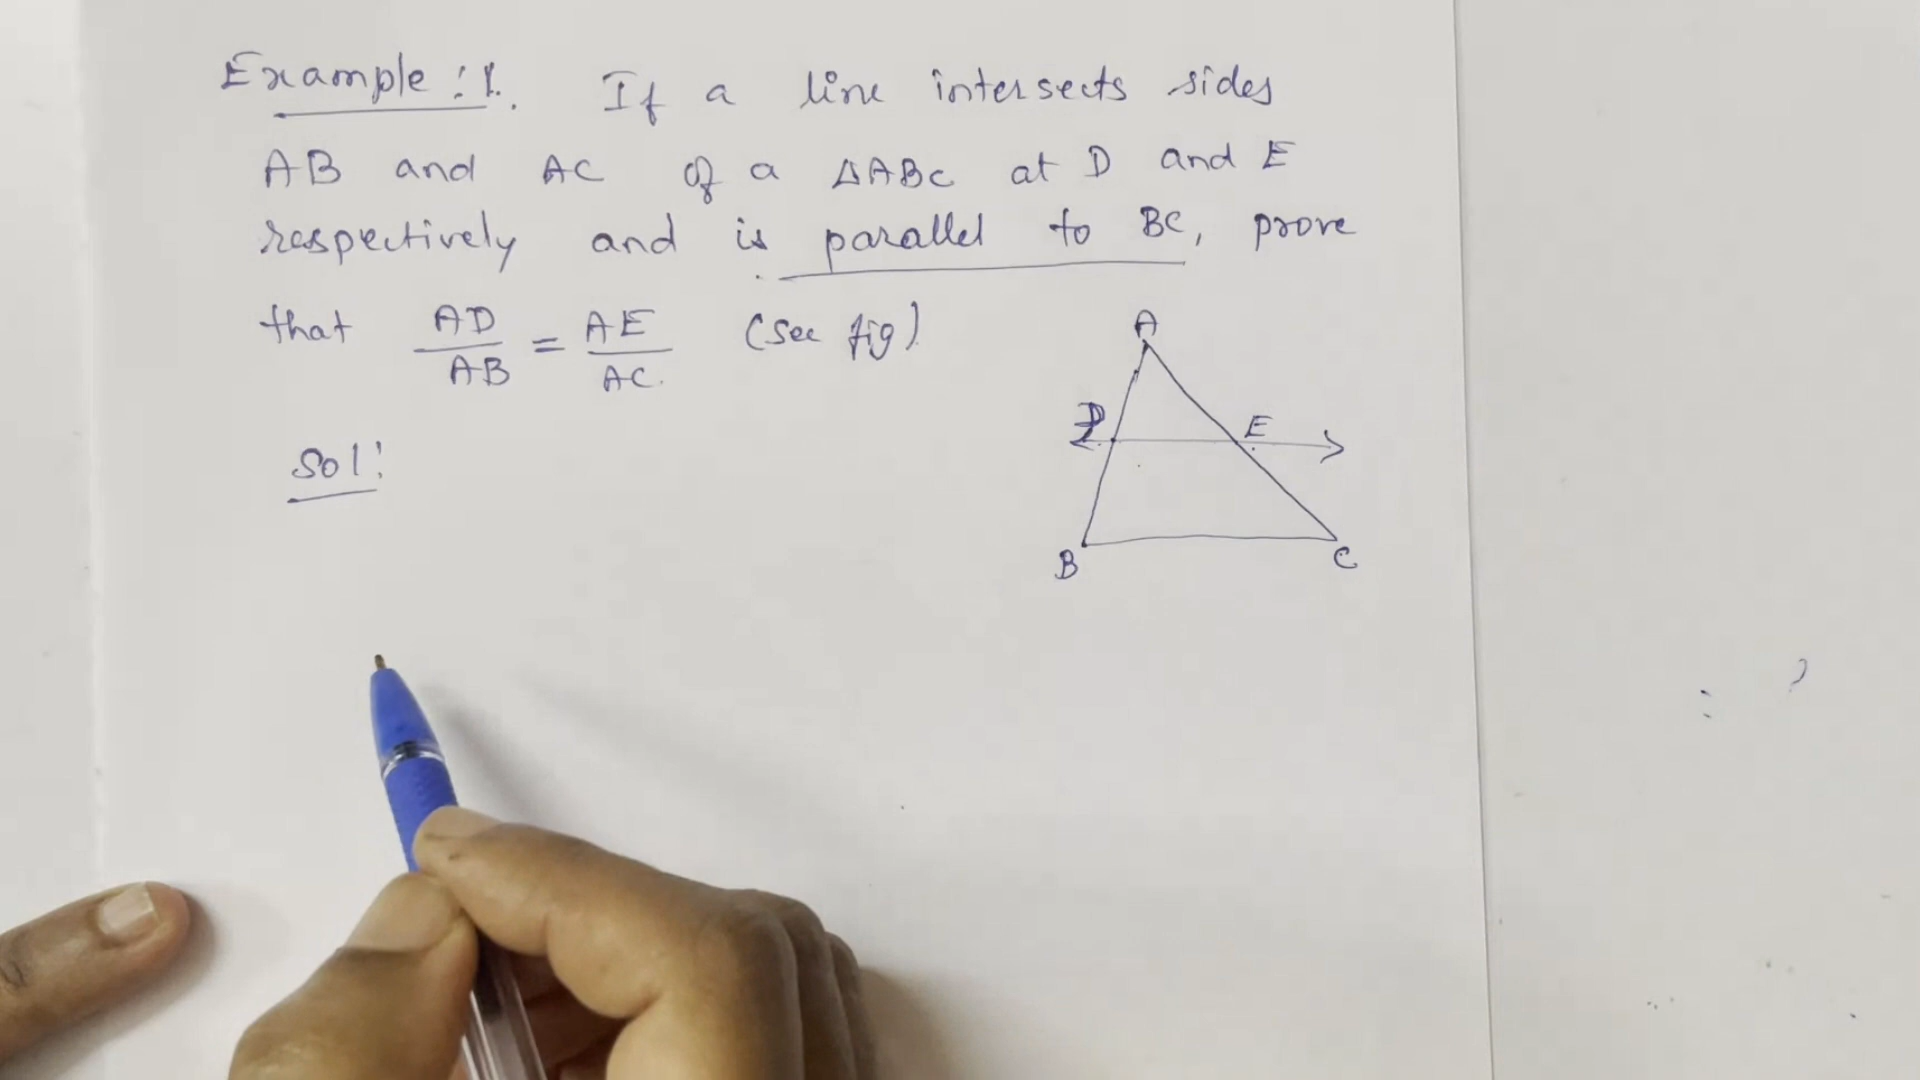 Example : 1. If a line intersects sides
AB and AC of a ΔABC at D and E
respectively and is parallel to BC, prove
that AD/AB = AE/AC. (see fig)
A
D E
Sol:
B C